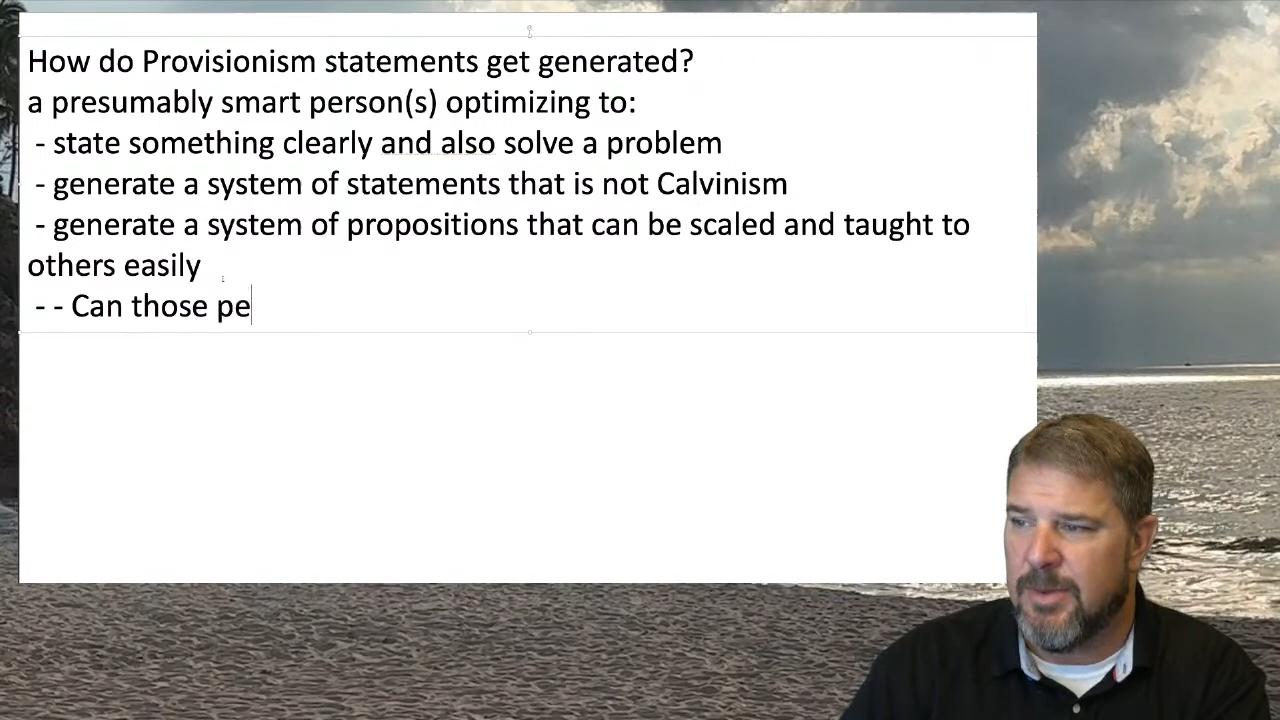 How do Provisionism statements get generated?
a presumably smart person(s) optimizing to:
- state something clearly and also solve a problem
- generate a system of statements that is not Calvinism
- generate a system of propositions that can be scaled and taught to
others easily
- - Can those pe